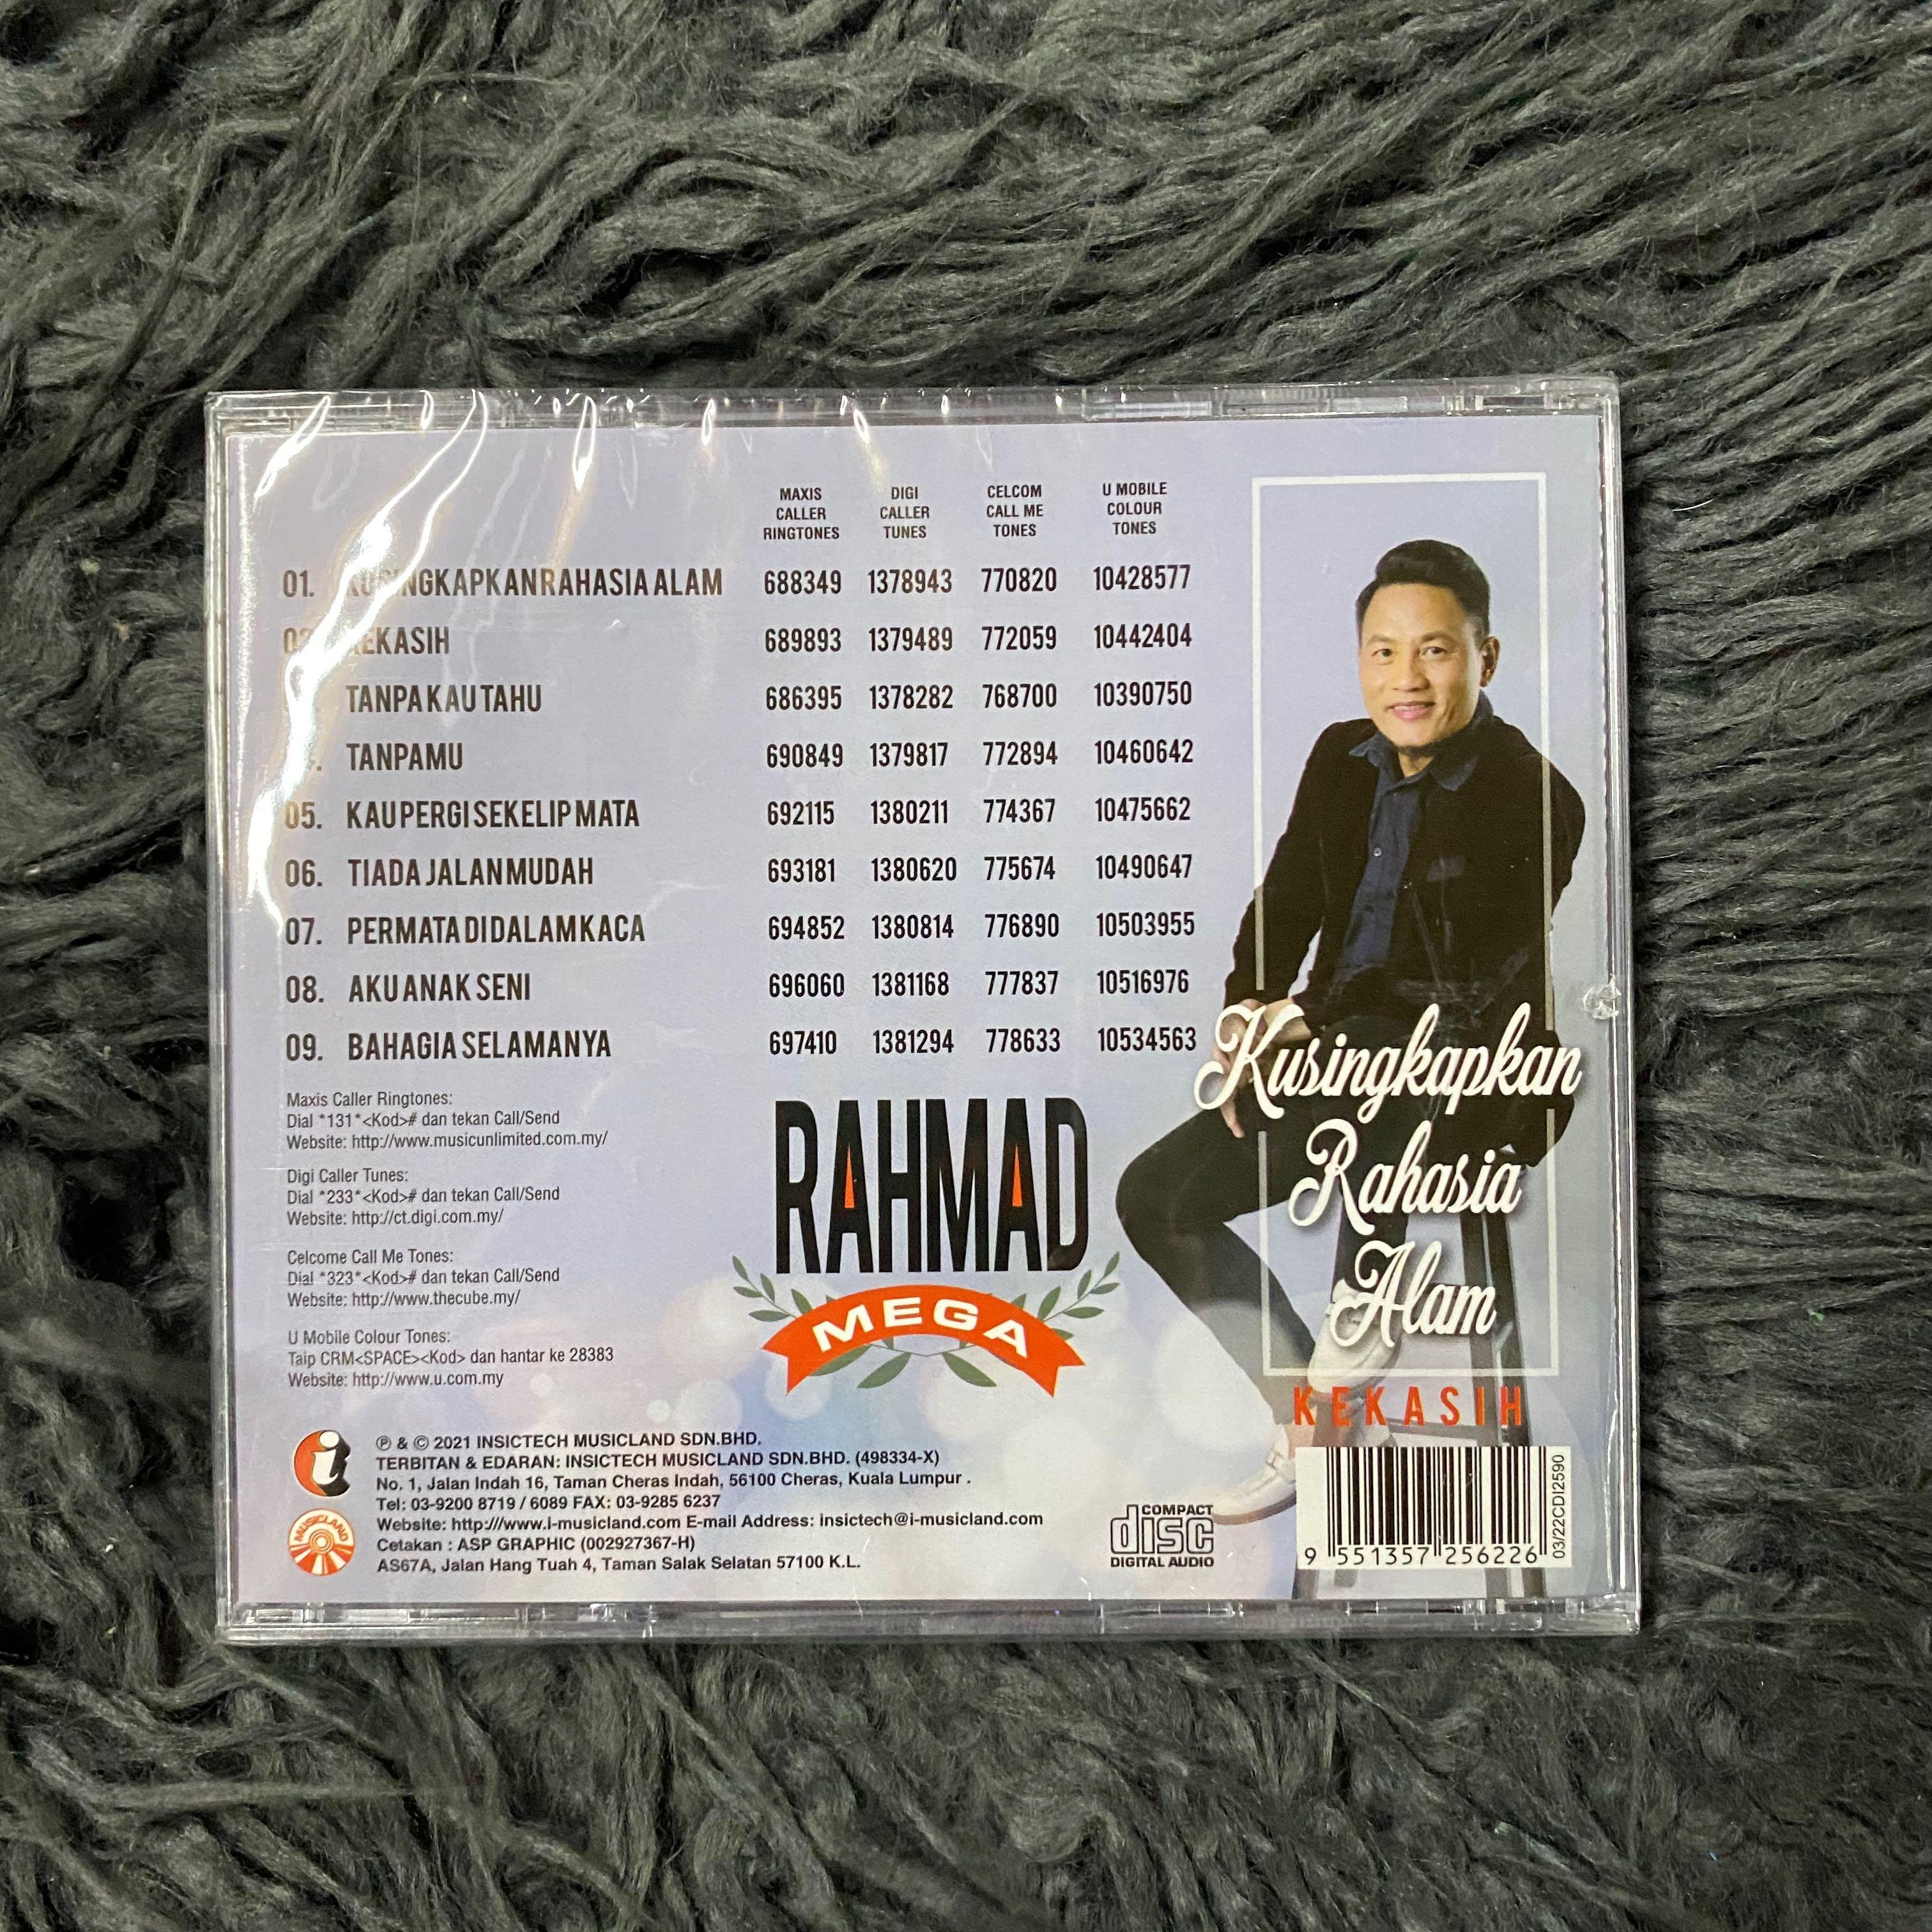 MAXIS CALLER RINGTONES DIGI CALLER TUNES CELCOM CALL ME TONES U MOBILE COLOUR TONES
01. KUSINGKAPKAN RAHASIA ALAM 688349 1378943 770820 10428577
02. KEKASIH 689893 1379489 772059 10442404
TANPA KAU TAHU 686395 1378282 768700 10390750
TANPAMU 690849 1379817 772894 10460642
05. KAU PERGI SEKELIP MATA 692115 1380211 774367 10475662
06. TIADA JALAN MUDAH 693181 1380620 775674 10490647
07. PERMATA DI DALAM KACA 694852 1380814 776890 10503955
08. AKU ANAK SENI 696060 1381168 777837 10516976
09. BAHAGIA SELAMANYA 697410 1381294 778633 10534563
Maxis Caller Ringtones:
Dial *131*<Kod># dan tekan Call/Send
Website: http://www.musicunlimited.com.my/
Digi Caller Tunes:
Dial *233*<Kod># dan tekan Call/Send
Website: http://ct.digi.com.my/
Celcome Call Me Tones:
Dial *323*<Kod># dan tekan Call/Send
Website: http://www.thecube.my/
U Mobile Colour Tones:
Taip CRM<SPACE><Kod> dan hantar ke 28383
Website: http://www.u.com.my
RAHMAD
MEGA
Kusingkapkan
Rahasia
Alam
KEKASIH
i
MUSICLAND
℗ & © 2021 INSICTECH MUSICLAND SDN.BHD.
TERBITAN & EDARAN: INSICTECH MUSICLAND SDN.BHD. (498334-X)
No. 1, Jalan Indah 16, Taman Cheras Indah, 56100 Cheras, Kuala Lumpur .
Tel: 03-9200 8719 / 6089 FAX: 03-9285 6237
Website: http:///www.i-musicland.com E-mail Address: insictech@i-musicland.com
Cetakan : ASP GRAPHIC (002927367-H)
AS67A, Jalan Hang Tuah 4, Taman Salak Selatan 57100 K.L.
COMPACT
disc
DIGITAL AUDIO
9 551357 256226
03/22CDI2590